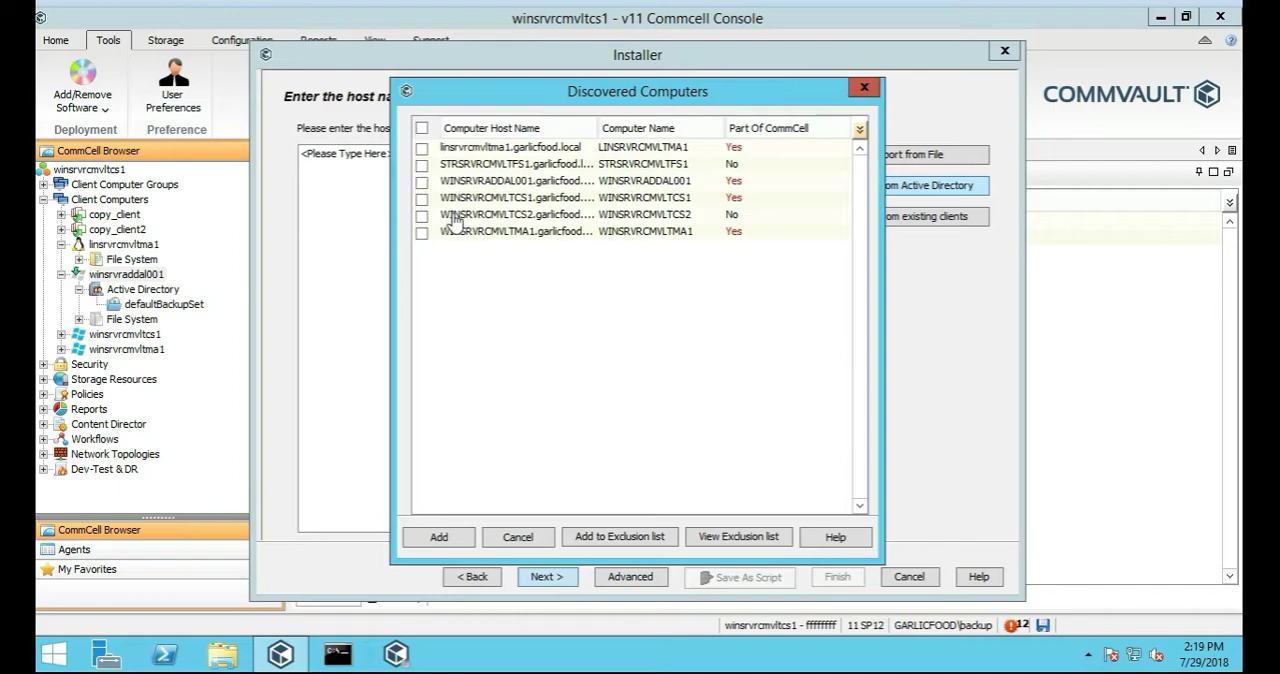 winsrvrcmvltcs1 - v11 Commcell Console
Home Tools Storage Configuration Reports View Support
Installer
Add/Remove
Software
User
Preferences
Deployment Preference
COMMVAULT
Enter the host na
Please enter the hos
<Please Type Here>
Discovered Computers
Computer Host Name Computer Name Part Of CommCell
linsrvrcmvltma1.garlicfood.local LINSRVRCMVLTMA1 Yes
STRSRVRCMVLTFS1.garlicfood.l... STRSRVRCMVLTFS1 No
WINSRVRADDAL001.garlicfood.... WINSRVRADDAL001 Yes
WINSRVRCMVLTCS1.garlicfood.... WINSRVRCMVLTCS1 Yes
WINSRVRCMVLTCS2.garlicfood.... WINSRVRCMVLTCS2 No
WINSRVRCMVLTMA1.garlicfood... WINSRVRCMVLTMA1 Yes
port from File
om Active Directory
om existing clients
CommCell Browser
winsrvrcmvltcs1
Client Computer Groups
Client Computers
copy_client
copy_client2
linsrvrcmvltma1
File System
winsrvraddal001
Active Directory
defaultBackupSet
File System
winsrvrcmvltcs1
winsrvrcmvltma1
Security
Storage Resources
Policies
Reports
Content Director
Workflows
Network Topologies
Dev-Test & DR
CommCell Browser
Agents
My Favorites
Add Cancel Add to Exclusion list View Exclusion list Help
< Back Next > Advanced Save As Script Finish Cancel Help
winsrvrcmvltcs1 - ffffffff 11 SP12 GARLICFOOD\backup 12
2:19 PM
7/29/2018